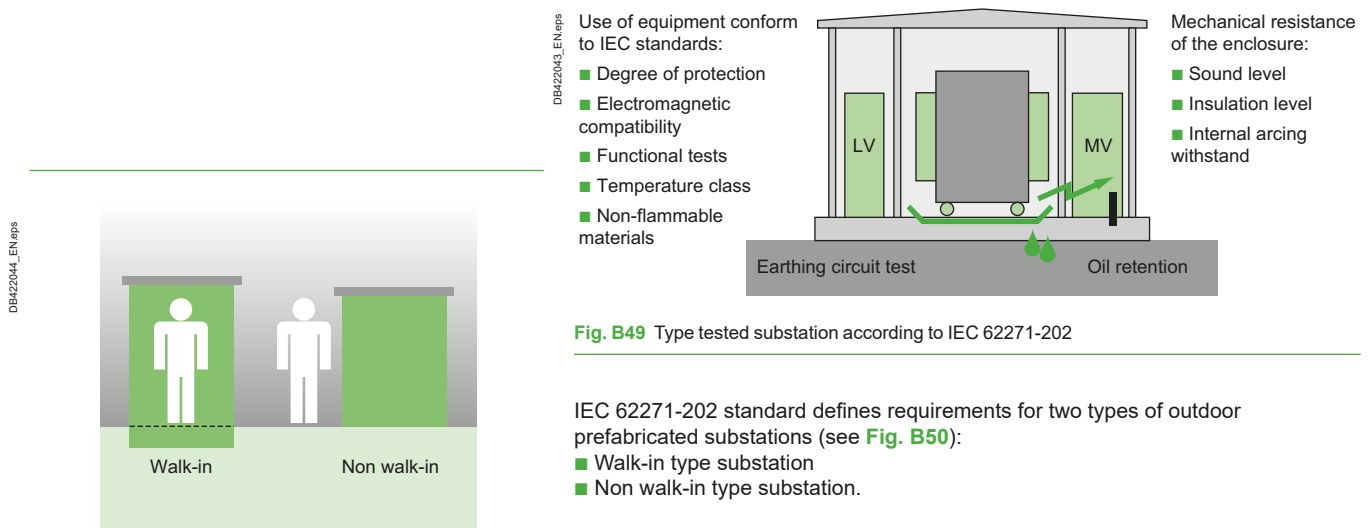 DB422043_EN.eps
Use of equipment conform
to IEC standards:
■ Degree of protection
■ Electromagnetic
compatibility
■ Functional tests
■ Temperature class
■ Non-flammable
materials
LV
MV
Mechanical resistance
of the enclosure:
■ Sound level
■ Insulation level
■ Internal arcing
withstand
Earthing circuit test
Oil retention
Fig. B49 Type tested substation according to IEC 62271-202
DB422044_EN.eps
Walk-in
Non walk-in
IEC 62271-202 standard defines requirements for two types of outdoor
prefabricated substations (see Fig. B50):
■ Walk-in type substation
■ Non walk-in type substation.